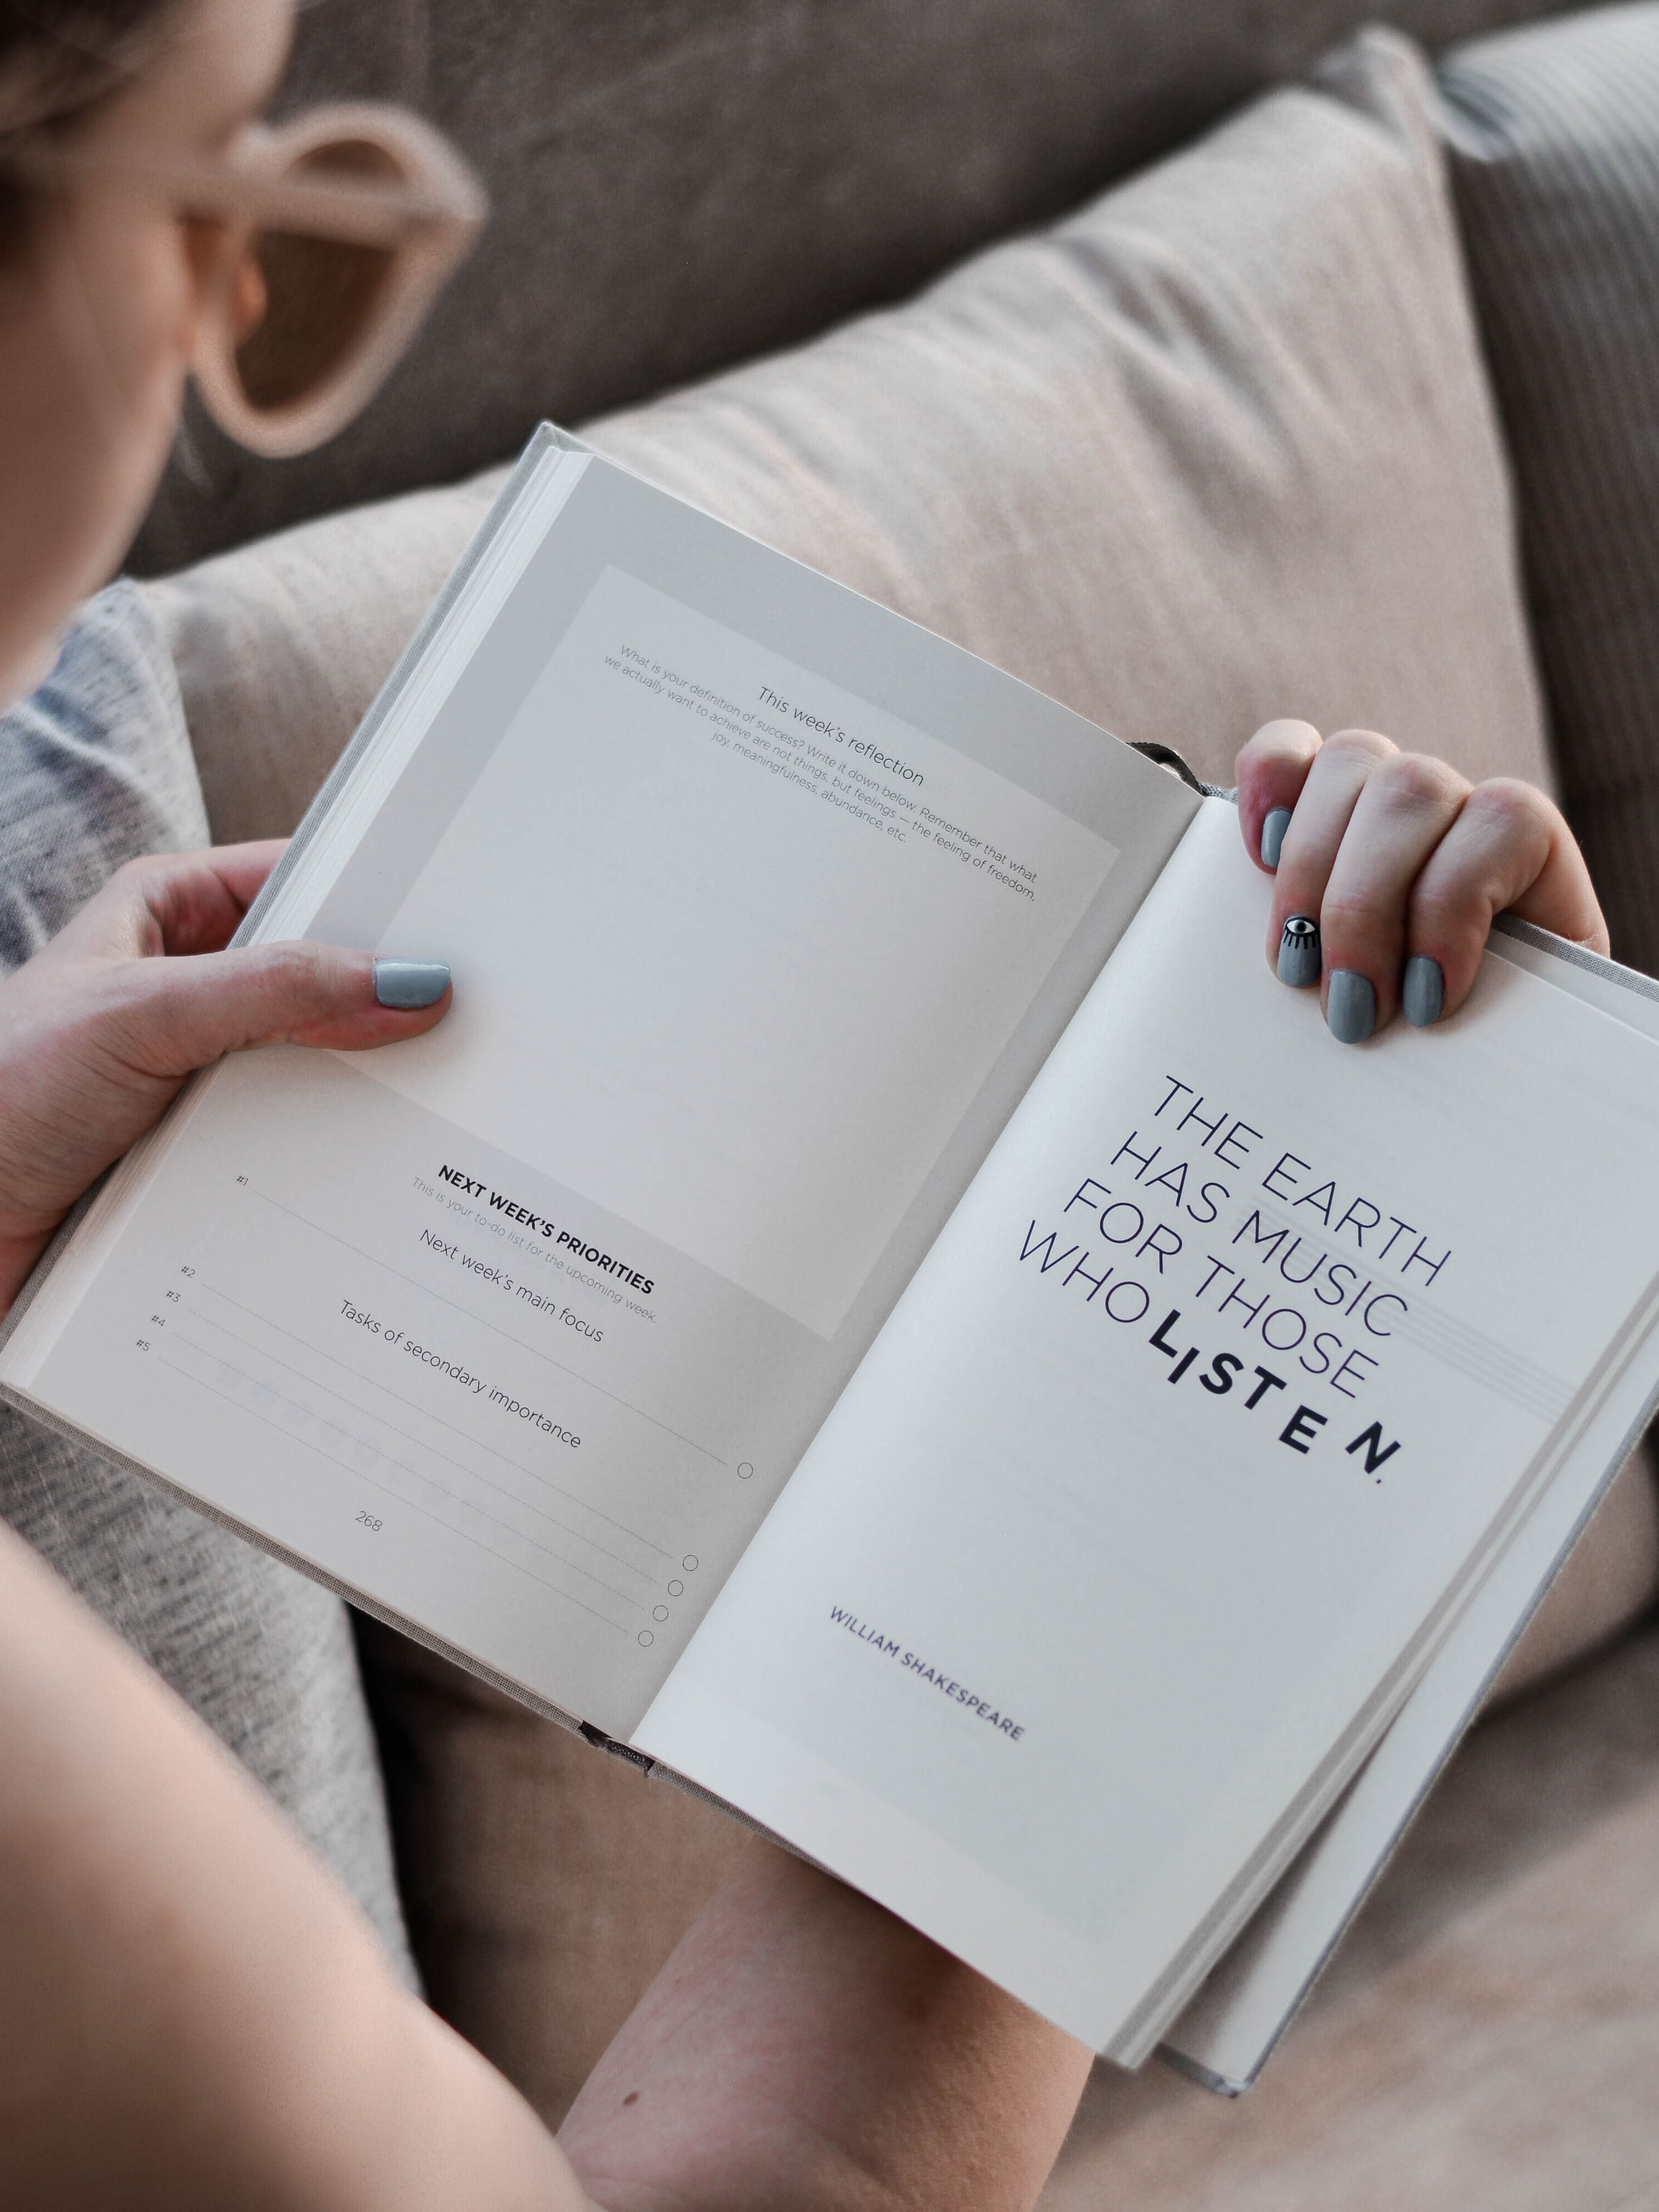 This week's reflection
What is your definition of success? Write it down below. Remember that what
we actually want to achieve are not things, but feelings — the feeling of freedom,
joy, meaningfulness, abundance, etc.
NEXT WEEK'S PRIORITIES
This is your to-do list for the upcoming week.
Next week's main focus
#1
Tasks of secondary importance
#2
#3
#4
#5
268
THE EARTH
HAS MUSIC
FOR THOSE
WHO LISTEN.
WILLIAM SHAKESPEARE